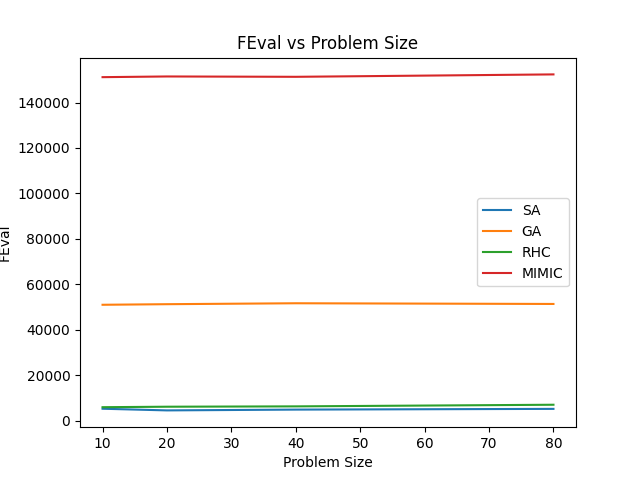 FEval vs Problem Size
140000
120000
100000
80000
60000
40000
20000
0
FEval
SA
GA
RHC
MIMIC
10 20 30 40 50 60 70 80
Problem Size